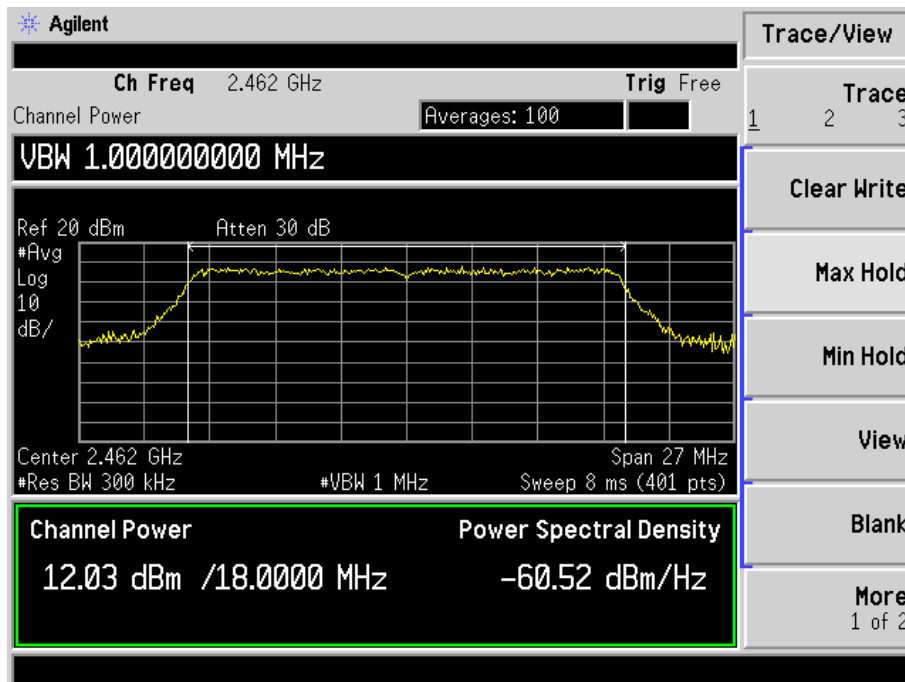 Agilent
Trace/View
Ch Freq 2.462 GHz Trig Free
Channel Power Averages: 100
VBW 1.000000000 MHz
Ref 20 dBm Atten 30 dB
#Avg
Log
10
dB/
Center 2.462 GHz Span 27 MHz
#Res BW 300 kHz #VBW 1 MHz Sweep 8 ms (401 pts)
Channel Power Power Spectral Density
12.03 dBm /18.0000 MHz -60.52 dBm/Hz
Trace
1 2 3
Clear Write
Max Hold
Min Hold
View
Blank
More
1 of 2